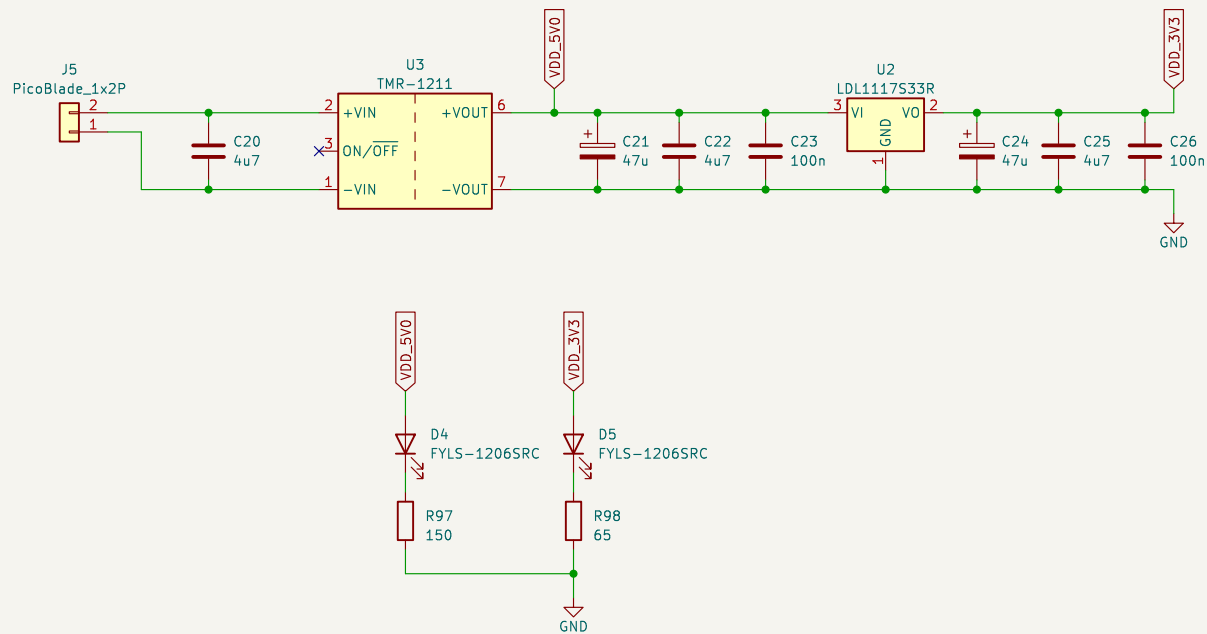 VDD_5V0
VDD_3V3
J5
PicoBlade_1x2P
2
1
U3
TMR-1211
2
+VIN
+VOUT
6
3
ON/OFF
1
-VIN
-VOUT
7
C20
4u7
+
C21
47u
C22
4u7
C23
100n
U2
LDL1117S33R
3
VI
VO
2
GND
1
+
C24
47u
C25
4u7
C26
100n
GND
VDD_5V0
VDD_3V3
D4
FYLS-1206SRC
D5
FYLS-1206SRC
R97
150
R98
65
GND